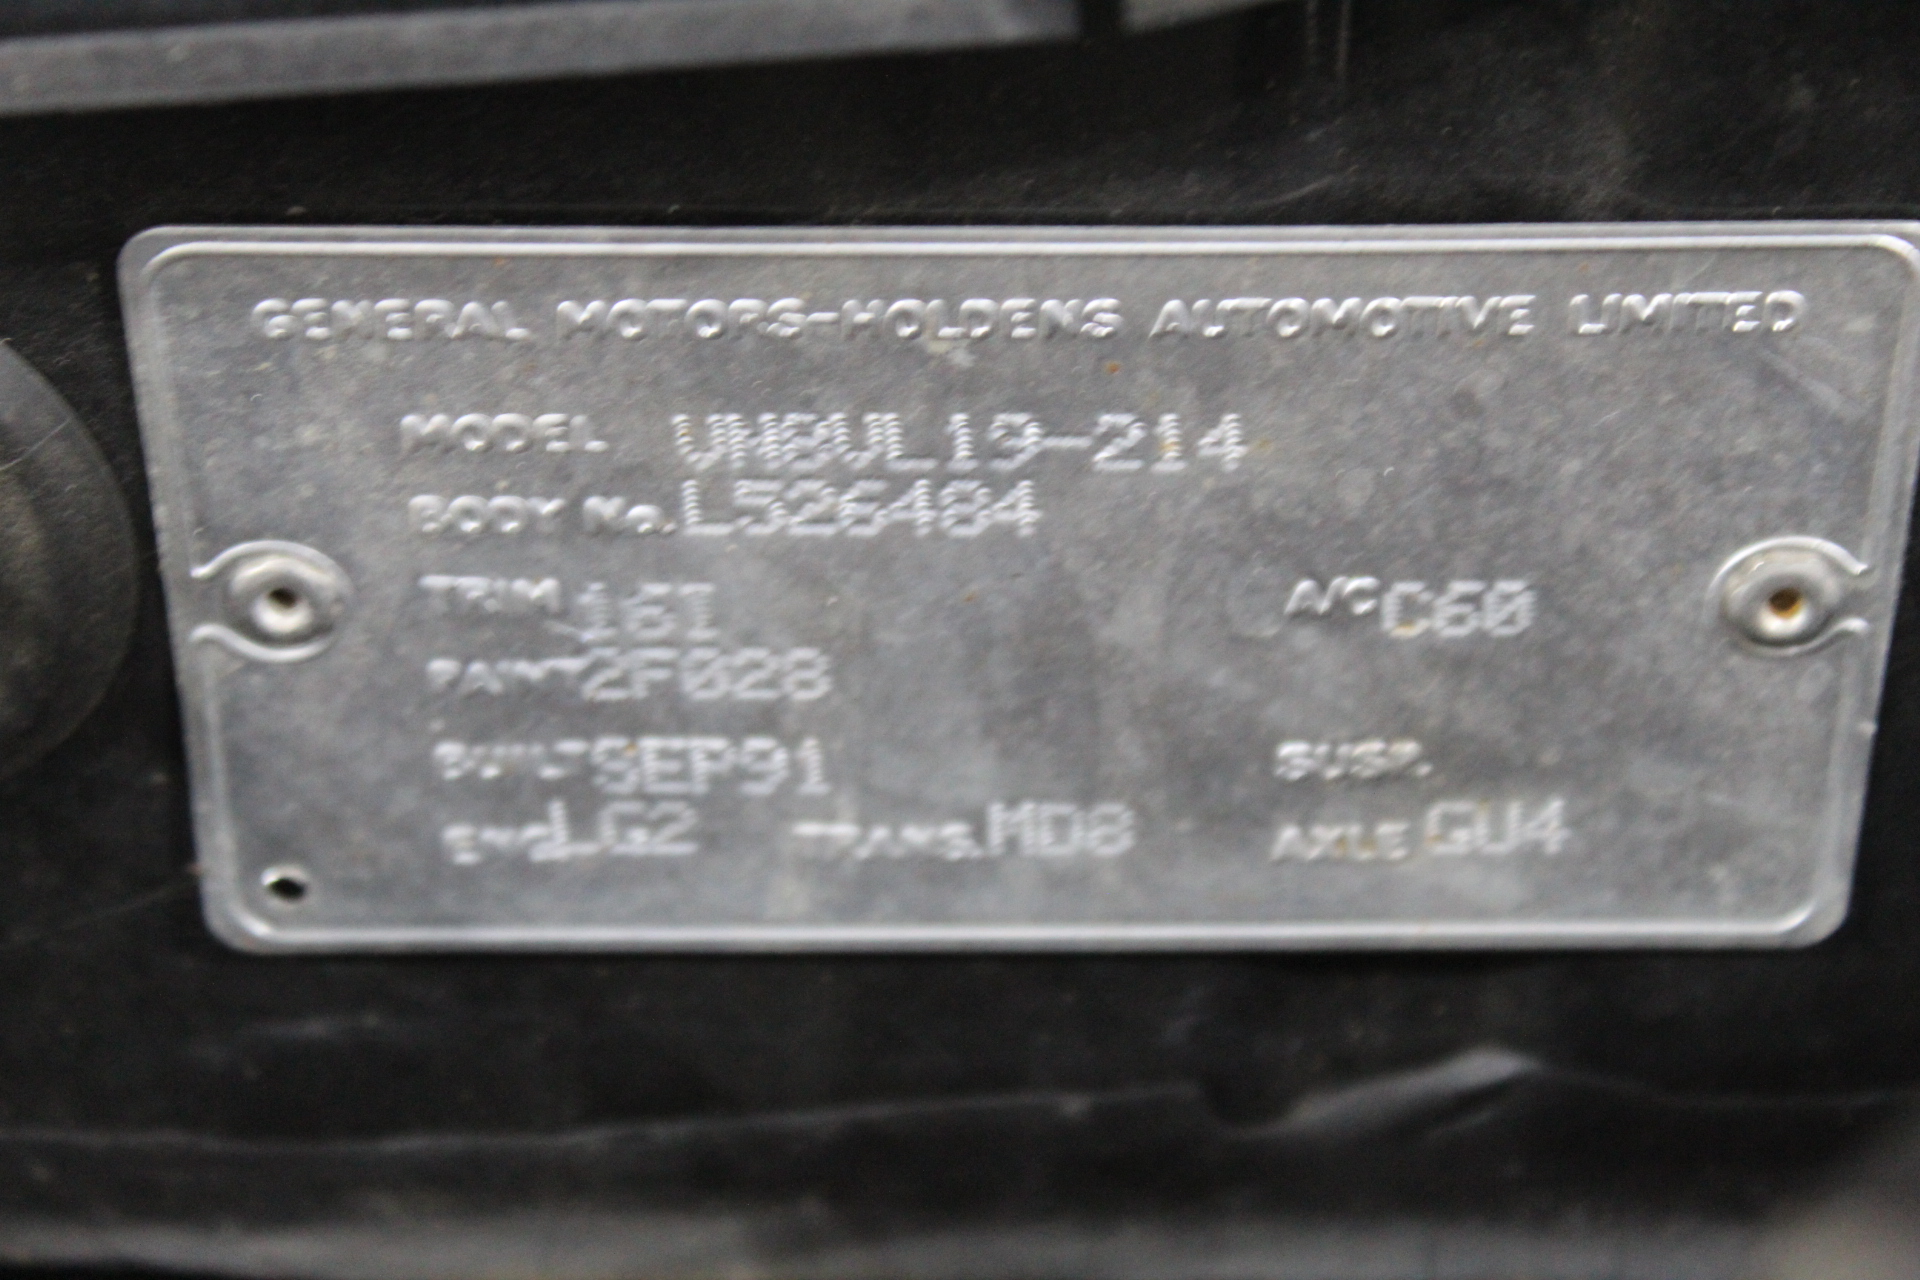 GENERAL MOTORS-HOLDENS AUTOMOTIVE LIMITED
MODEL VN8VL19-214
BODY No. L526484
TRIM 16I A/C C60
PAINT 2F028
BUILT SEP91 SUSP.
ENG. LG2 TRANS. MD8 AXLE GU4